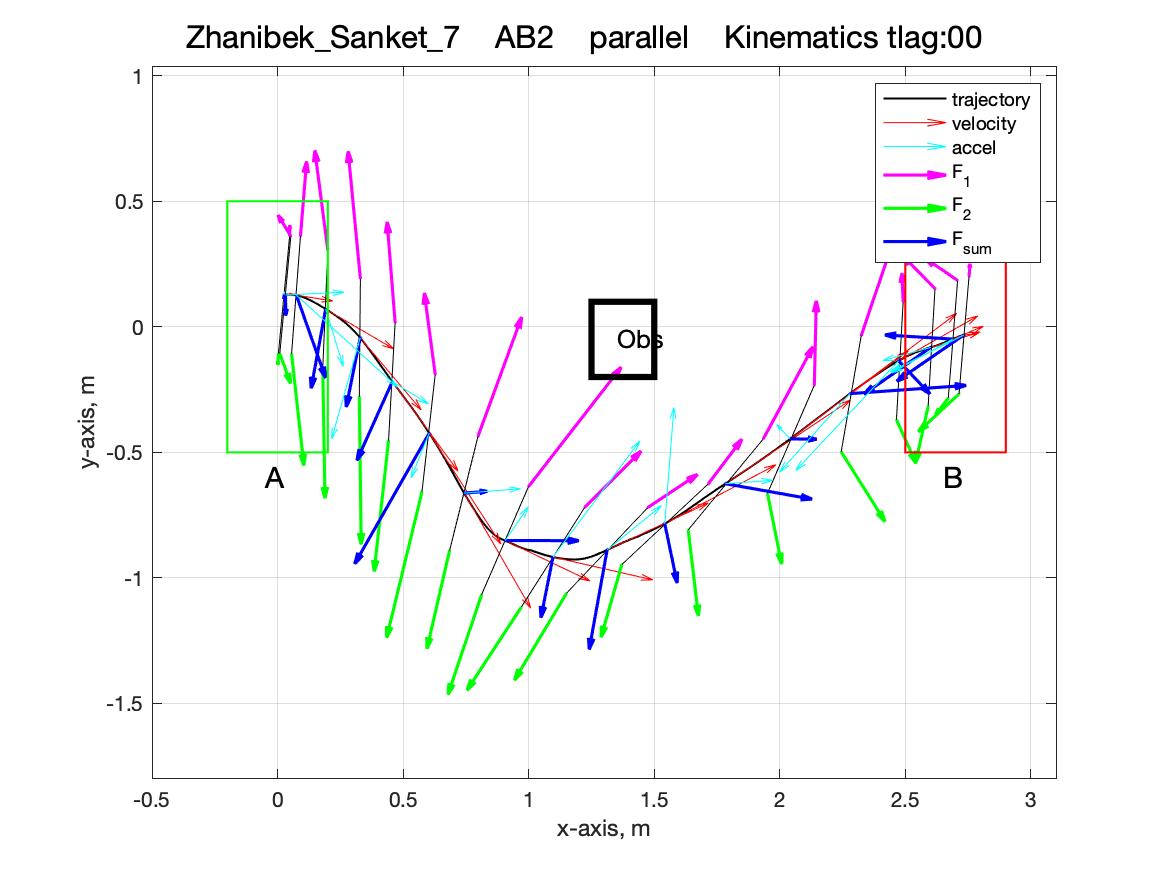 Zhanibek_Sanket_7 AB2 parallel Kinematics tlag:00
trajectory
velocity
accel
F1
F2
Fsum
1
0.5
0
-0.5
-1
-1.5
y-axis, m
Obs
A
B
-0.5 0 0.5 1 1.5 2 2.5 3
x-axis, m